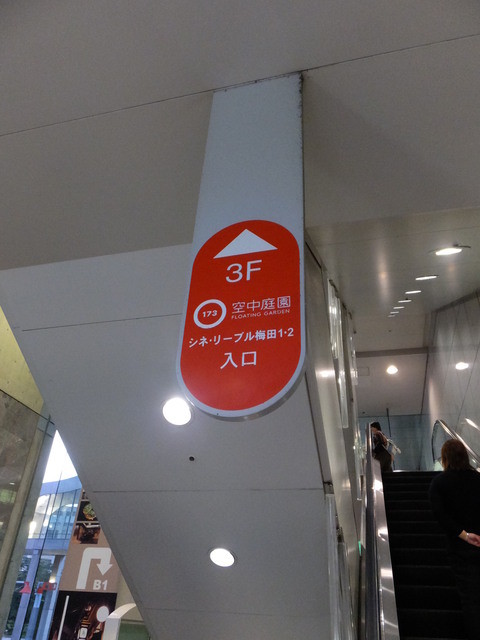 3F
173 空中庭園
FLOATING GARDEN
シネ・リーブル梅田1・2
入口
B1